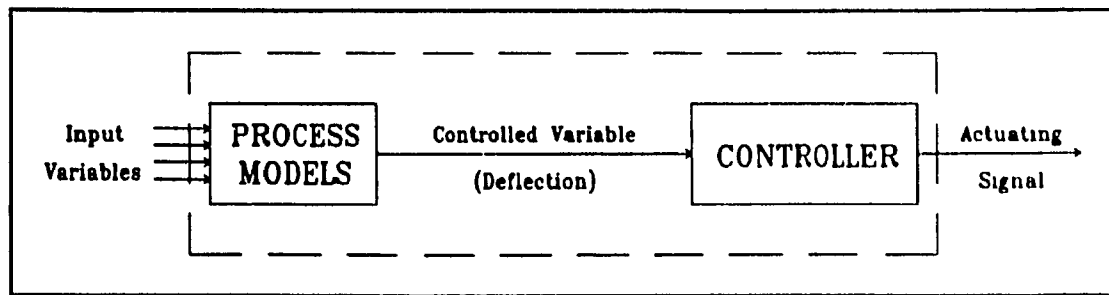 Input
Variables
PROCESS
MODELS
Controlled Variable
(Deflection)
CONTROLLER
Actuating
Signal